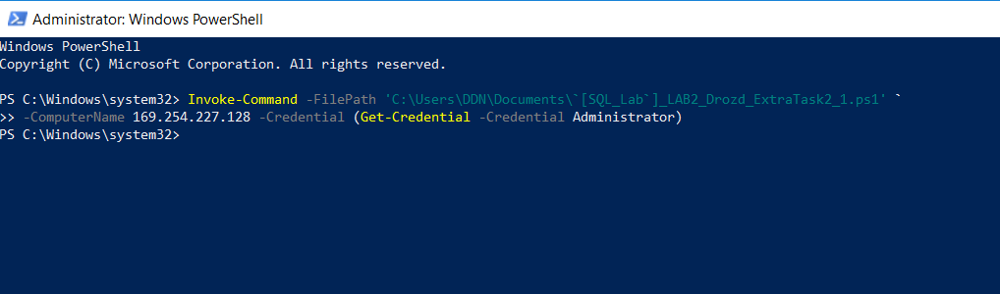 Administrator: Windows PowerShell
Windows PowerShell
Copyright (C) Microsoft Corporation. All rights reserved.
PS C:\Windows\system32> Invoke-Command -FilePath 'C:\Users\DDN\Documents\`[SQL_Lab`]_LAB2_Drozd_ExtraTask2_1.ps1' `
>> -ComputerName 169.254.227.128 -Credential (Get-Credential -Credential Administrator)
PS C:\Windows\system32>